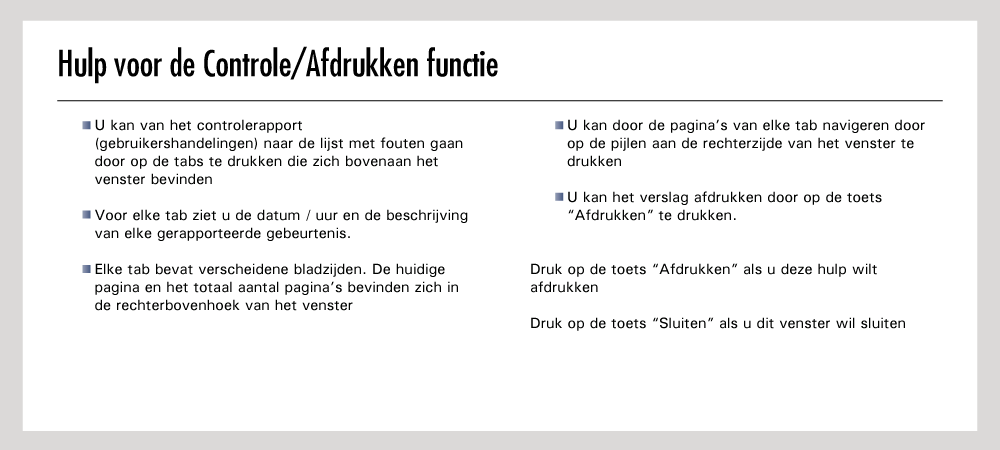 Hulp voor de Controle/Afdrukken functie
U kan van het controlerapport
(gebruikershandelingen) naar de lijst met fouten gaan
door op de tabs te drukken die zich bovenaan het
venster bevinden
Voor elke tab ziet u de datum / uur en de beschrijving
van elke gerapporteerde gebeurtenis.
Elke tab bevat verscheidene bladzijden. De huidige
pagina en het totaal aantal pagina’s bevinden zich in
de rechterbovenhoek van het venster
U kan door de pagina’s van elke tab navigeren door
op de pijlen aan de rechterzijde van het venster te
drukken
U kan het verslag afdrukken door op de toets
“Afdrukken” te drukken.
Druk op de toets “Afdrukken” als u deze hulp wilt
afdrukken
Druk op de toets “Sluiten” als u dit venster wil sluiten